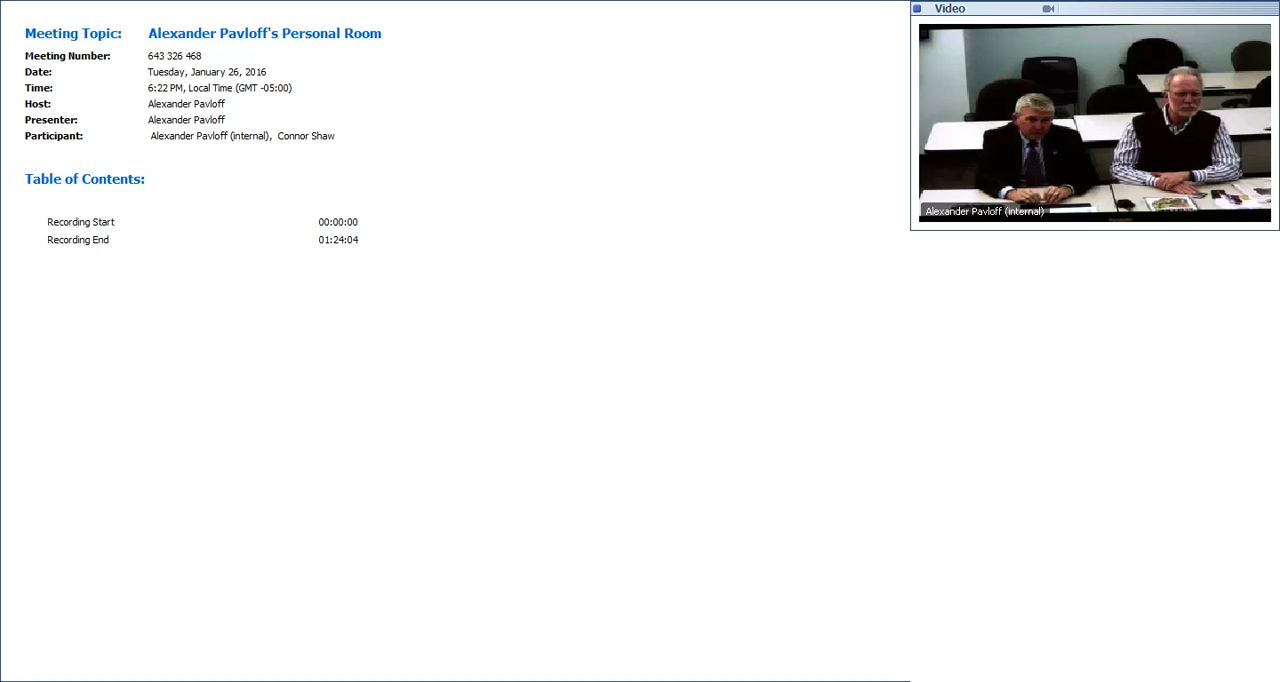 Meeting Topic: Alexander Pavloff's Personal Room
Meeting Number: 643 326 468
Date: Tuesday, January 26, 2016
Time: 6:22 PM, Local Time (GMT -05:00)
Host: Alexander Pavloff
Presenter: Alexander Pavloff
Participant: Alexander Pavloff (internal), Connor Shaw
Table of Contents:
Recording Start 00:00:00
Recording End 01:24:04
Video
Alexander Pavloff (internal)